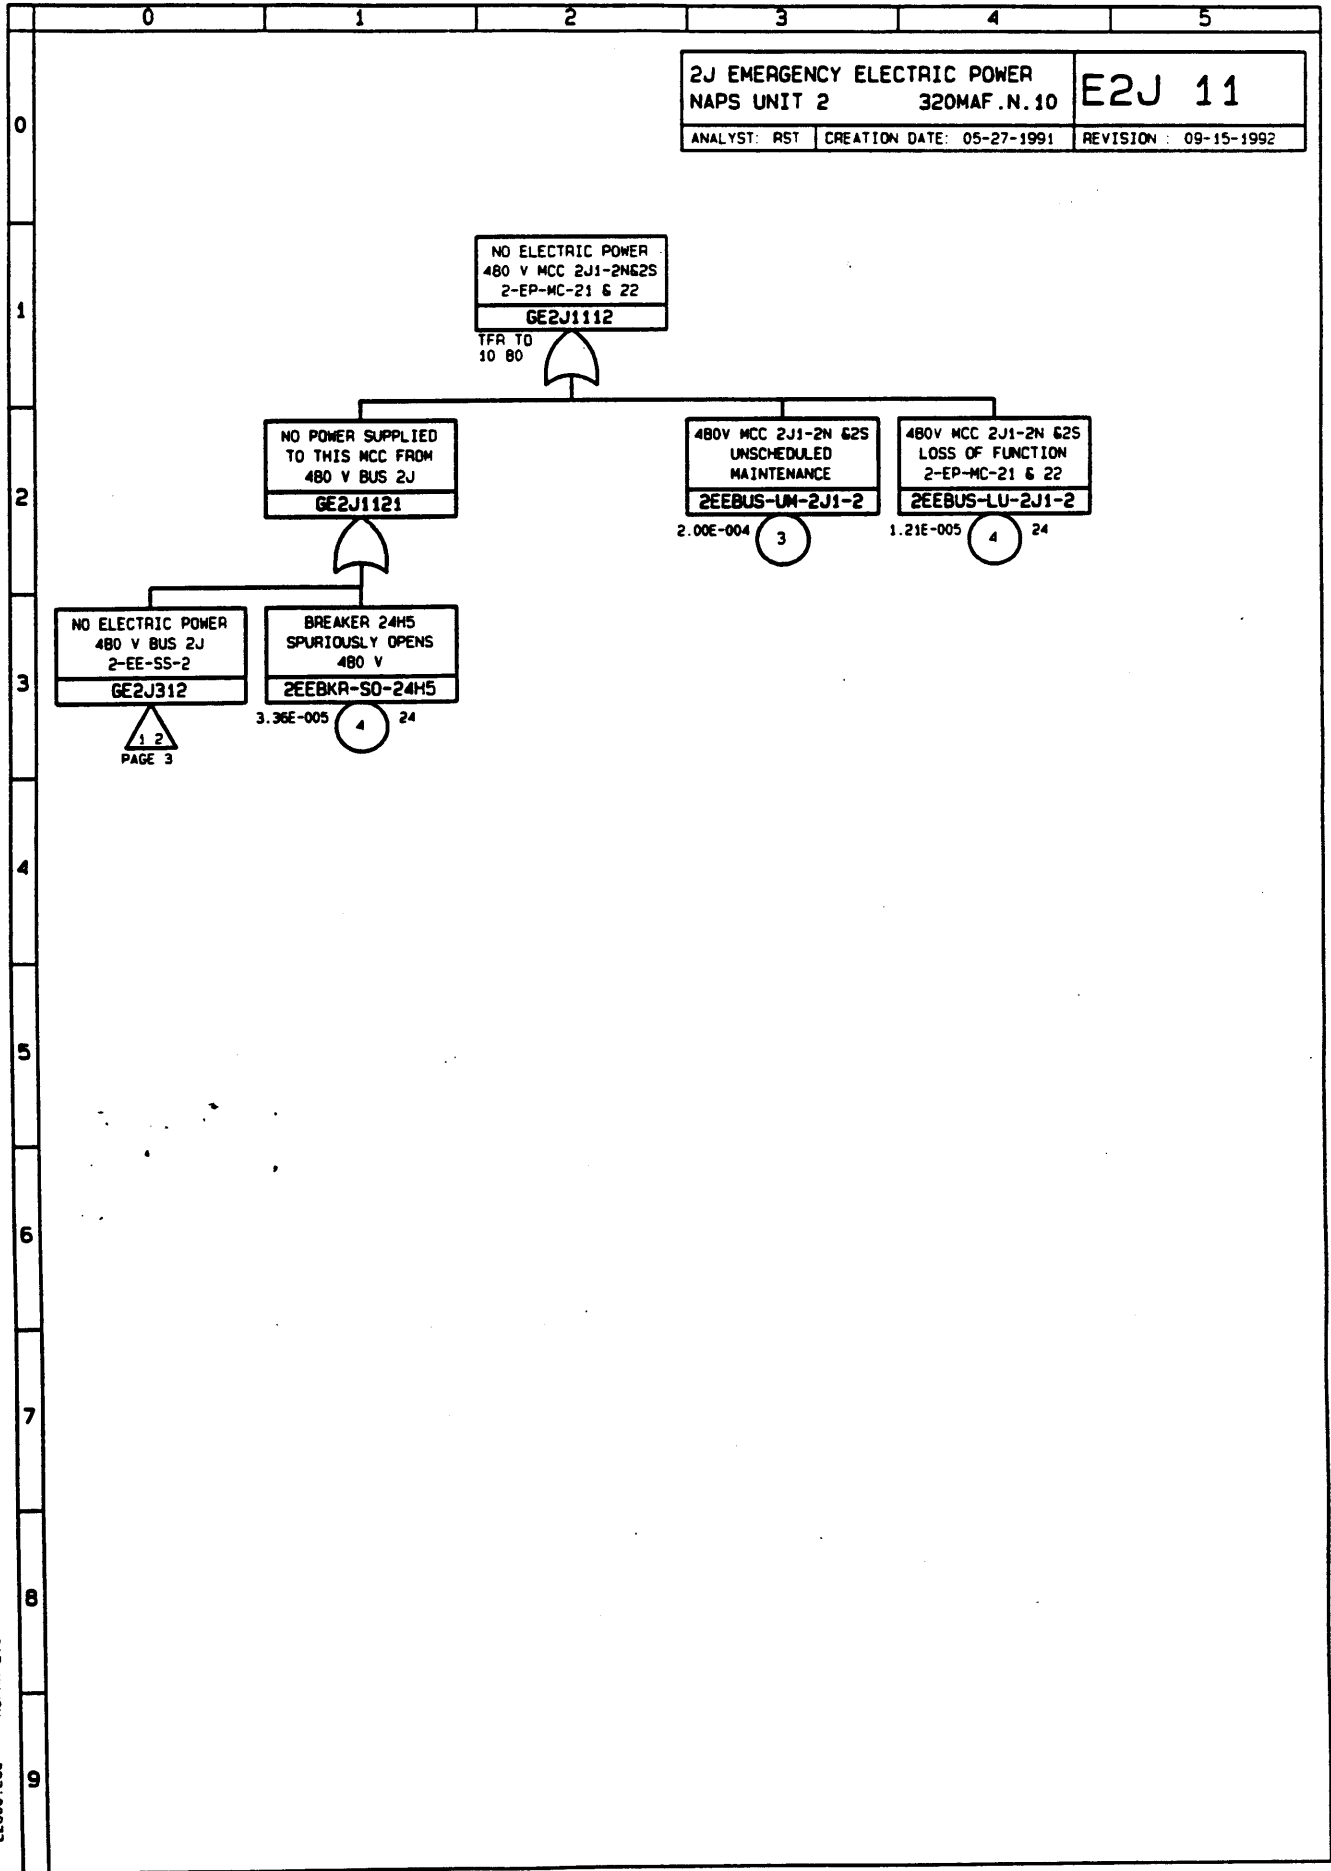 0 1 2 3 4 5
2J EMERGENCY ELECTRIC POWER
NAPS UNIT 2 320MAF.N.10
E2J 11
ANALYST: RST CREATION DATE: 05-27-1991 REVISION : 09-15-1992
0
NO ELECTRIC POWER
480 V MCC 2J1-2N&2S
2-EP-MC-21 & 22
GE2J1112
TFR TO
10 B0
1
NO POWER SUPPLIED
TO THIS MCC FROM
480 V BUS 2J
GE2J1121
480V MCC 2J1-2N &2S
UNSCHEDULED
MAINTENANCE
2EEBUS-UM-2J1-2
2.00E-004 3
480V MCC 2J1-2N &2S
LOSS OF FUNCTION
2-EP-MC-21 & 22
2EEBUS-LU-2J1-2
1.21E-005 4 24
2
NO ELECTRIC POWER
480 V BUS 2J
2-EE-SS-2
GE2J312
1 2
PAGE 3
BREAKER 24H5
SPURIOUSLY OPENS
480 V
2EEBKR-SO-24H5
3.36E-005 4 24
3
4
5
6
7
8
9